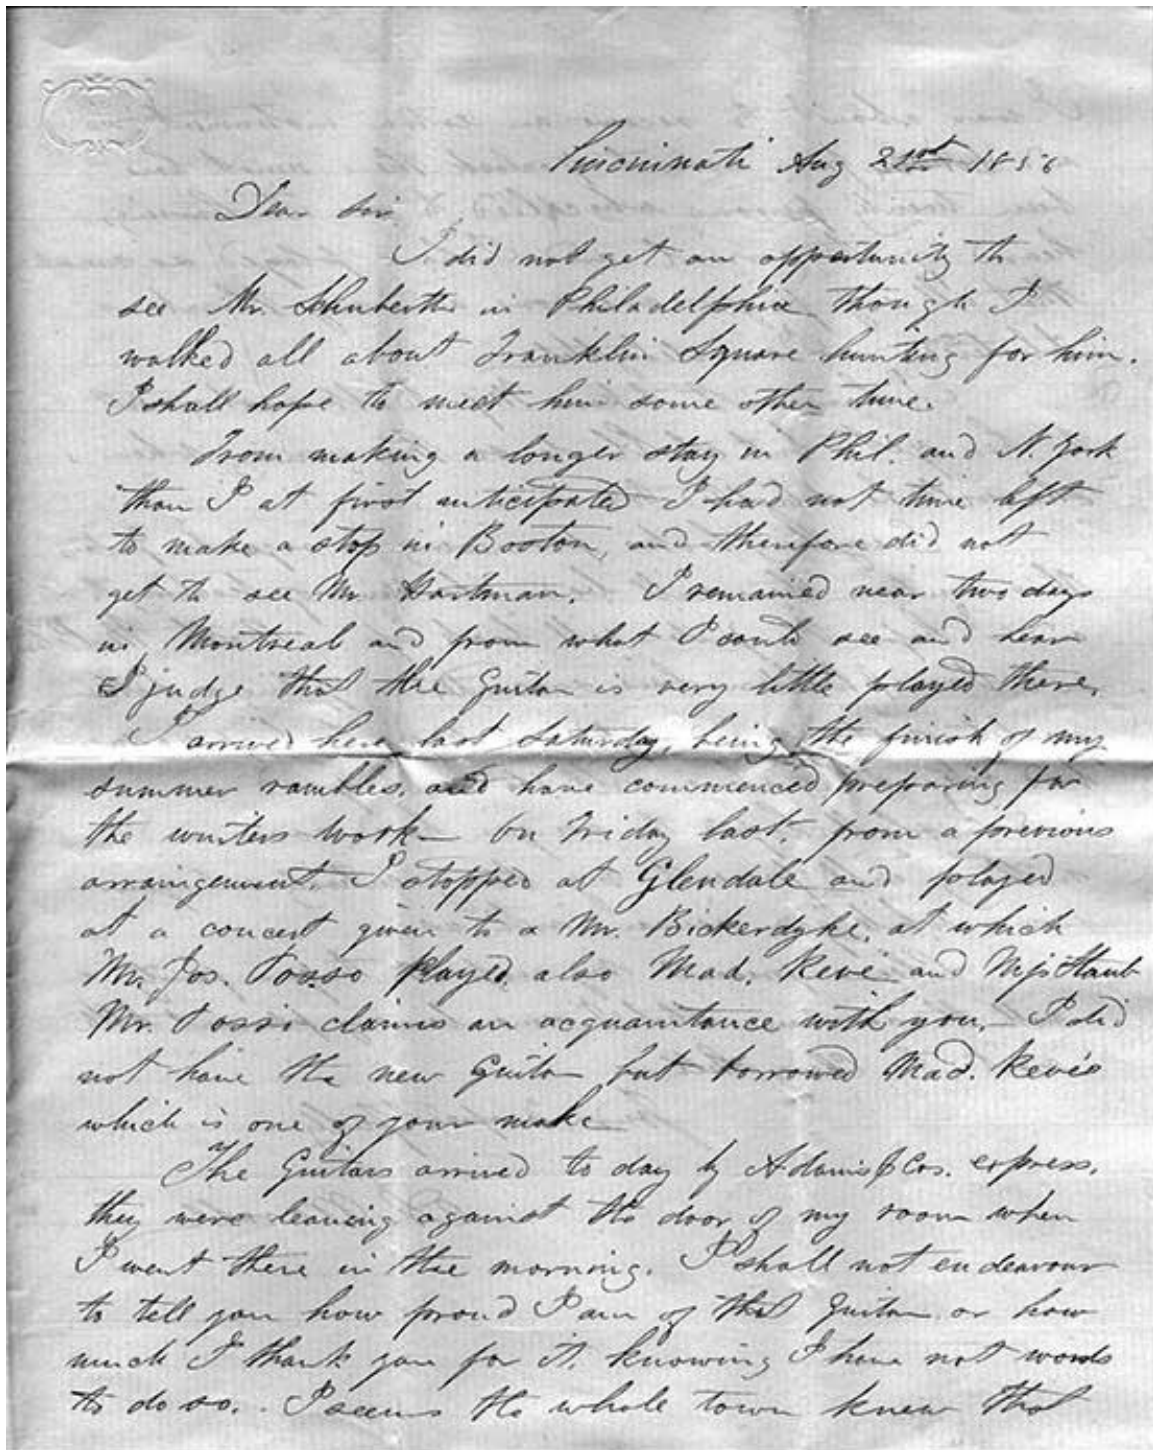 Cincinnati Aug 21st 1856
Dear Sir
I did not get an opportunity to
see Mr. Schuberth in Philadelphia though I
walked all about Franklin Square hunting for him.
I shall hope to meet him some other time.
From making a longer stay in Phil. and N. York
than I at first anticipated I had not time left
to make a stop in Boston, and therefore did not
get to see Mr Hartman. I remained near two days
in Montreal and from what I could see and hear
I judge that the Guitar is very little played there.
I arrived here last Saturday, being the finish of my
summer rambles, and have commenced preparing for
the winters work— On Friday last, from a previous
arraingement, I stopped at Glendale and played
at a concert given to a Mr. Bickerdyke, at which
Mr. Jos. Tosso played, also Mad. Kevé and Miss Staub
Mr. Tosso claims an acquaintance with you,— I did
not have the new Guitar but borrowed Mad. Kevé's
which is one of your make
The Guitars arrived to day by Adams & Cos. express,
they were leaning against the door of my room when
I went there in the morning. I shall not endeavour
to tell you how proud I am of that Guitar or how
much I thank you for it, knowing I have not words
to do so. I seems the whole town knew that